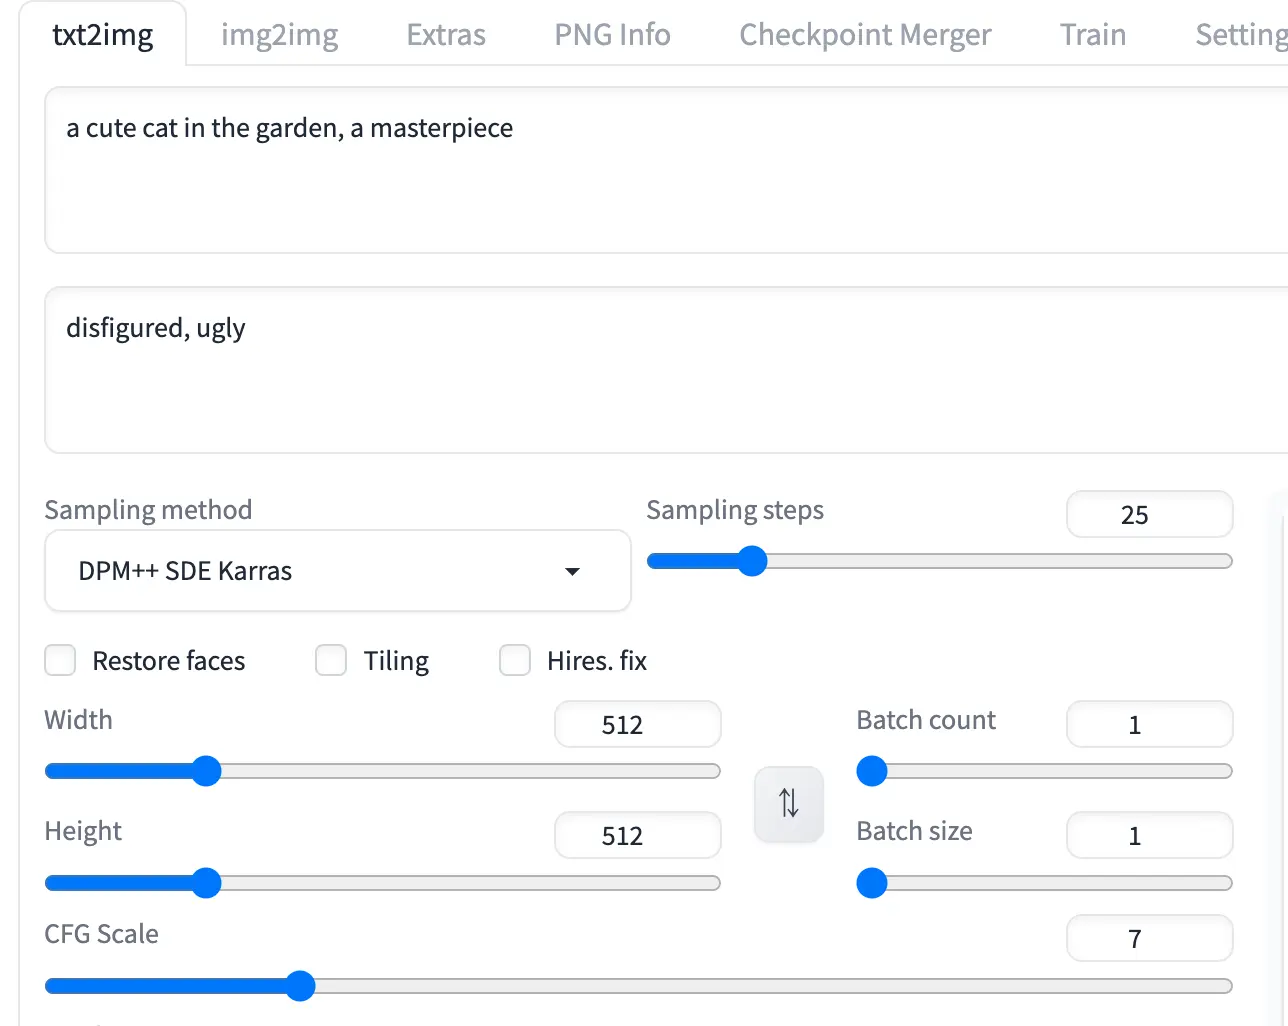 txt2img img2img Extras PNG Info Checkpoint Merger Train Setting
a cute cat in the garden, a masterpiece
disfigured, ugly
Sampling method
DPM++ SDE Karras
Sampling steps 25
Restore faces Tiling Hires. fix
Width 512
Batch count 1
Height 512
Batch size 1
CFG Scale 7